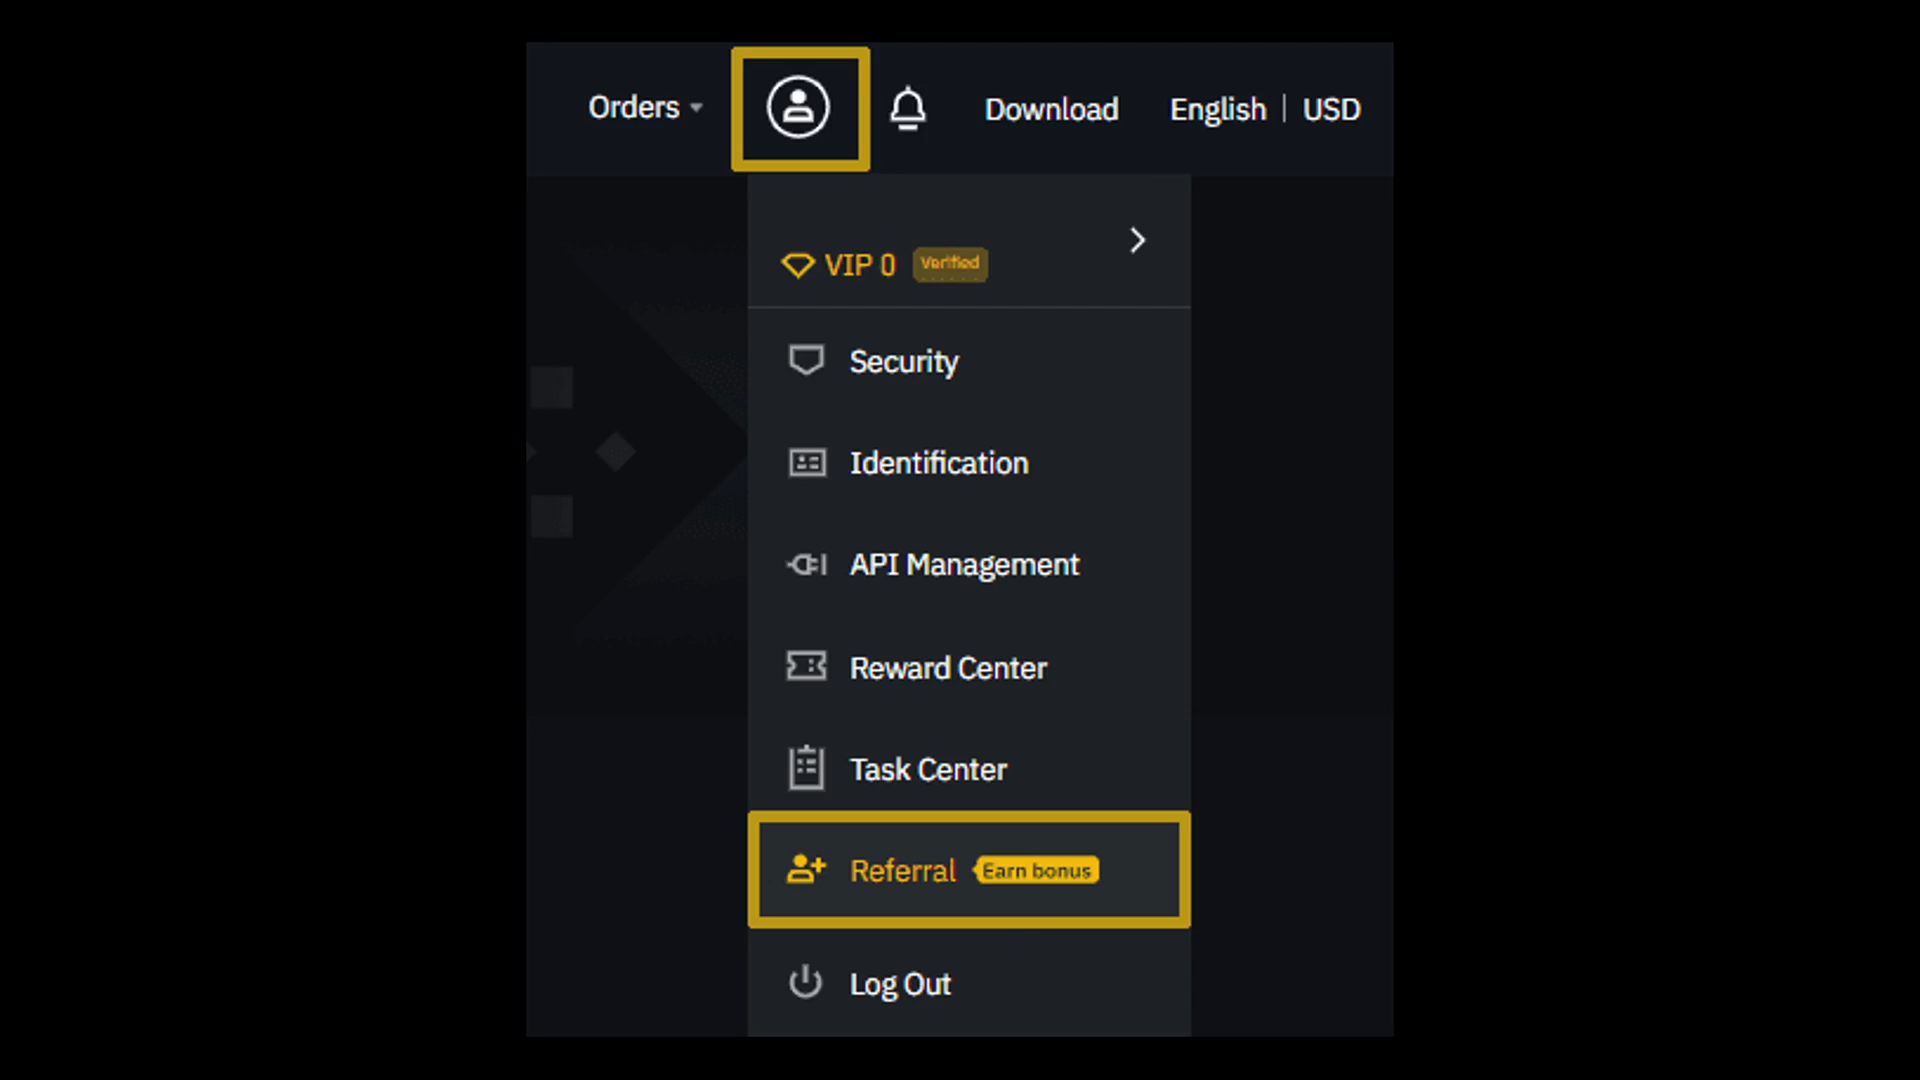 Orders Download English | USD
VIP 0 Verified
Security
Identification
API Management
Reward Center
Task Center
Referral Earn bonus
Log Out